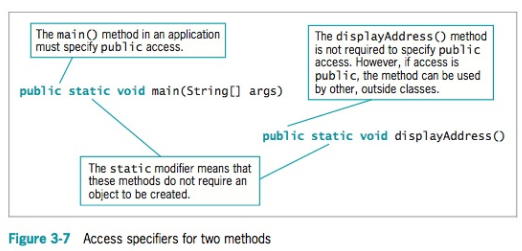 The main() method in an application
must specify public access.
The displayAddress() method
is not required to specify public
access. However, if access is
public, the method can be used
by other, outside classes.
public static void main(String[] args)
public static void displayAddress()
The static modifier means that
these methods do not require an
object to be created.
Figure 3-7 Access specifiers for two methods